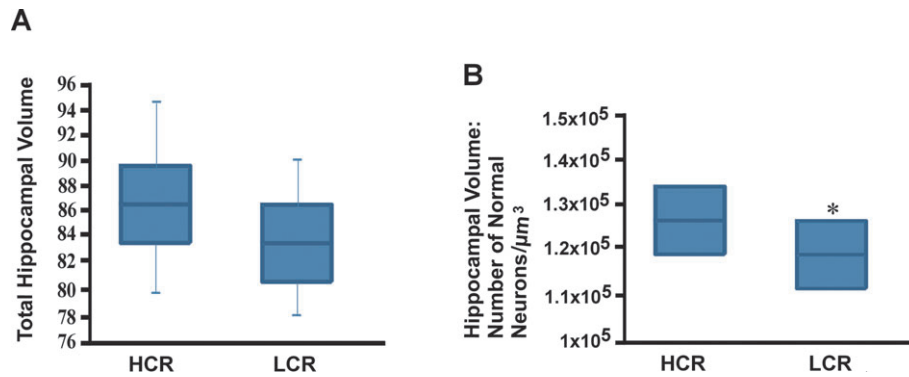 A
Total Hippocampal Volume
96
94
92
90
88
86
84
82
80
78
76
HCR
LCR
B
Hippocampal Volume:
Number of Normal
Neurons/µm³
1.5x10⁵
1.4x10⁵
1.3x10⁵
1.2x10⁵
1.1x10⁵
1x10⁵
*
HCR
LCR